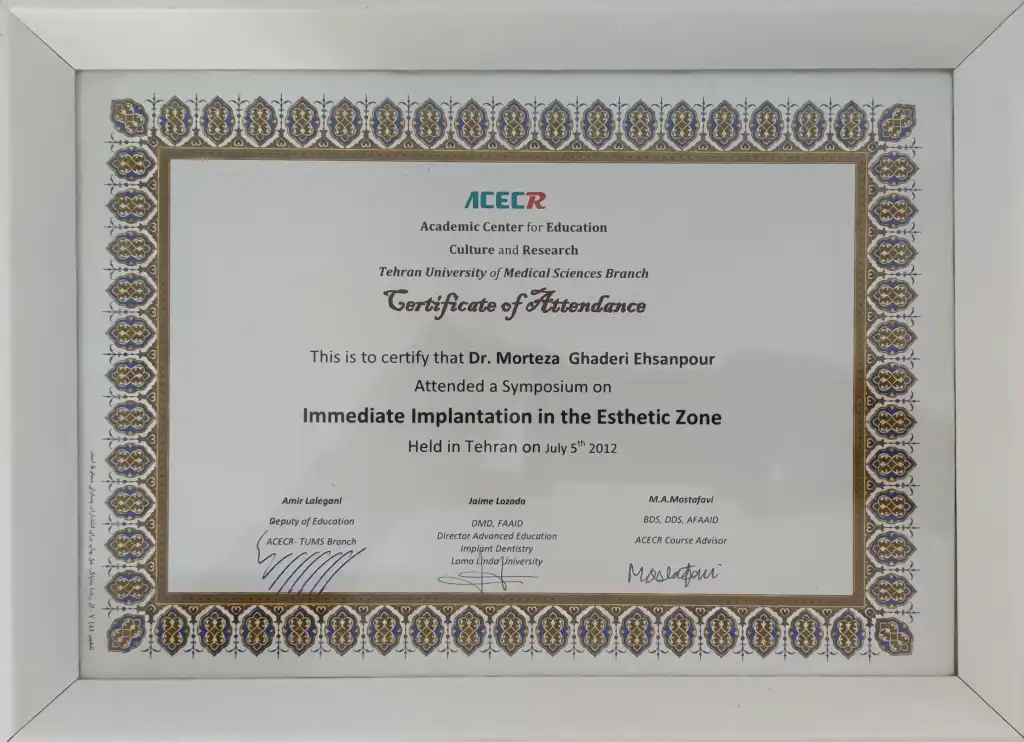 ACECR
Academic Center for Education
Culture and Research
Tehran University of Medical Sciences Branch
Certificate of Attendance
This is to certify that Dr. Morteza Ghaderi Ehsanpour
Attended a Symposium on
Immediate Implantation in the Esthetic Zone
Held in Tehran on July 5th 2012
Amir Lalegani
Deputy of Education
ACECR- TUMS Branch
Jaime Lozada
DMD, FAAID
Director Advanced Education
Implant Dentistry
Loma Linda University
M.A.Mostafavi
BDS, DDS, AFAAID
ACECR Course Advisor
Mostafavi